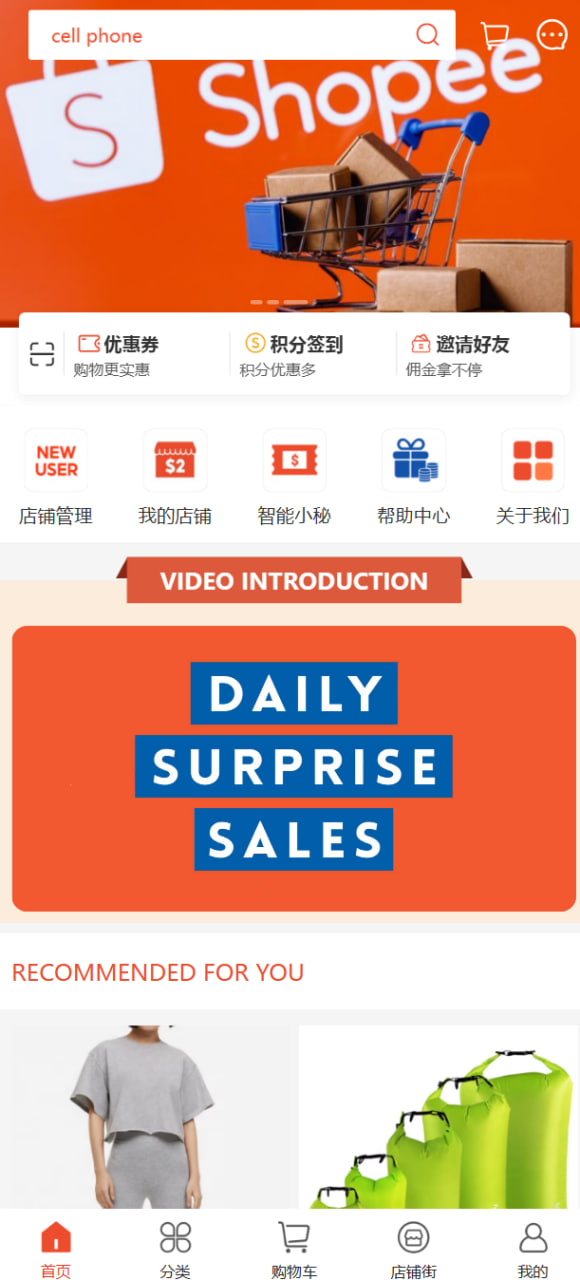 cell phone
Shopee
S
优惠券
购物更实惠
积分签到
积分优惠多
邀请好友
佣金拿不停
NEW
USER
$2
$
店铺管理
我的店铺
智能小秘
帮助中心
关于我们
VIDEO INTRODUCTION
DAILY
SURPRISE
SALES
RECOMMENDED FOR YOU
首页
分类
购物车
店铺街
我的